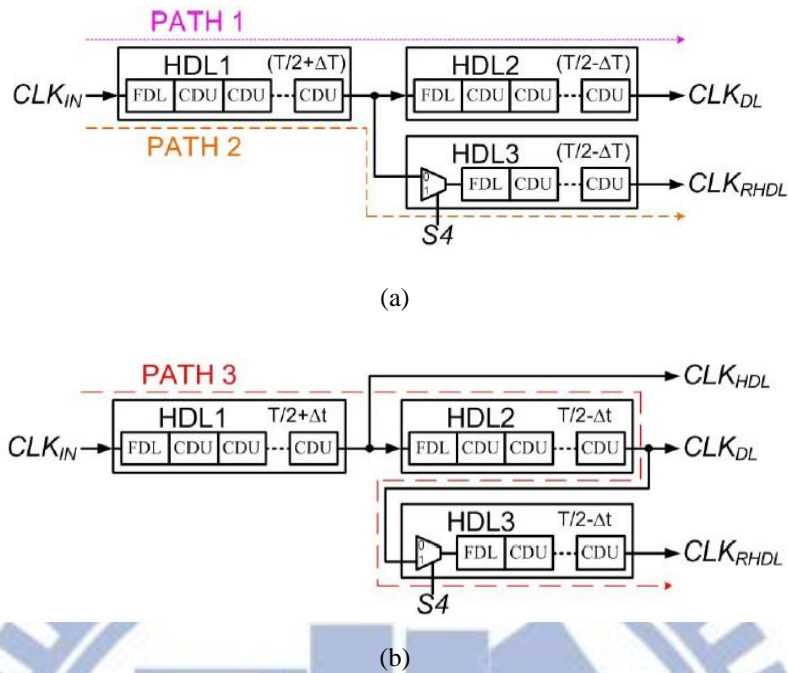 PATH 1
HDL1 (T/2+ΔT)
HDL2 (T/2-ΔT)
CLK_IN FDL CDU CDU CDU
FDL CDU CDU CDU CLK_DL
PATH 2
HDL3 (T/2-ΔT)
0
1
FDL CDU CDU CLK_RHDL
S4
(a)
PATH 3
CLK_HDL
HDL1 T/2+Δt
HDL2 T/2-Δt
CLK_IN FDL CDU CDU CDU
FDL CDU CDU CDU CLK_DL
HDL3 T/2-Δt
0
1
FDL CDU CDU CLK_RHDL
S4
(b)